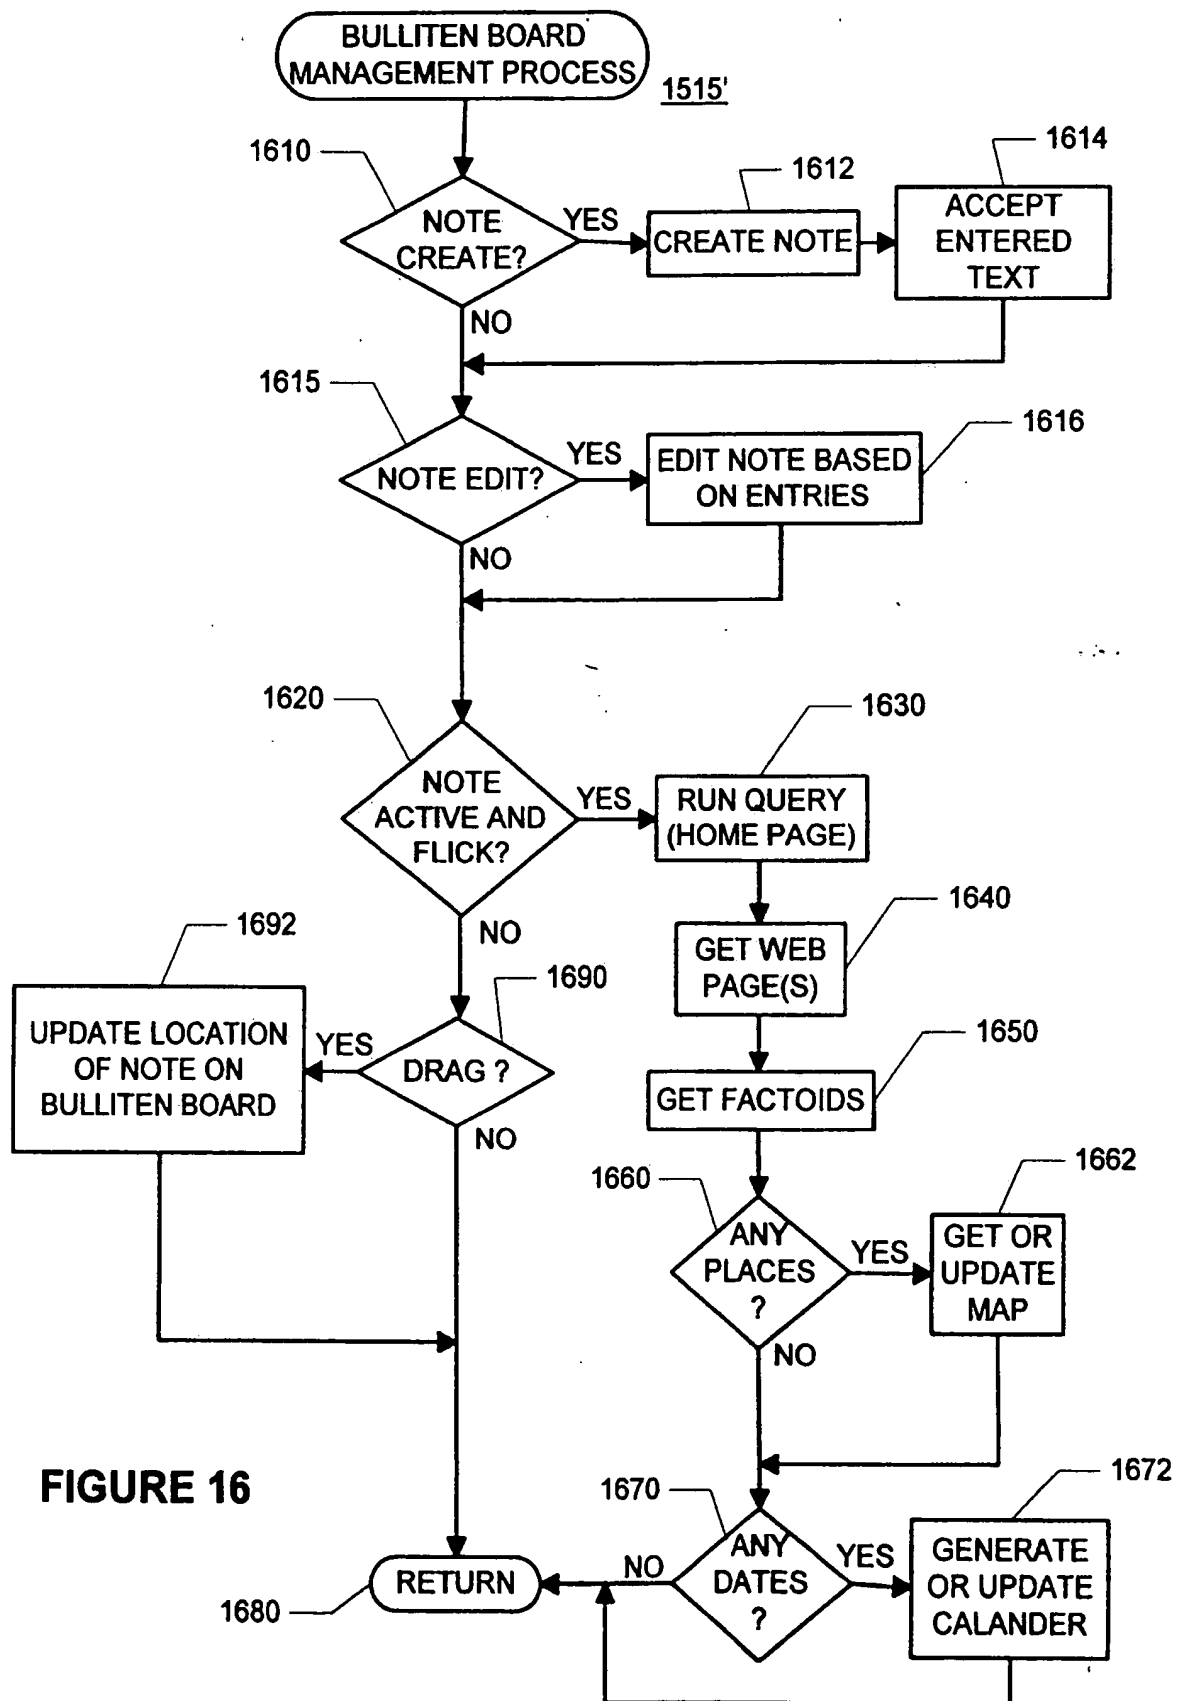 BULLITEN BOARD
MANAGEMENT PROCESS
1515'
1610
NOTE
CREATE?
YES
NO
1612
CREATE NOTE
1614
ACCEPT
ENTERED
TEXT
1615
NOTE EDIT?
YES
NO
1616
EDIT NOTE BASED
ON ENTRIES
1620
NOTE
ACTIVE AND
FLICK?
YES
NO
1630
RUN QUERY
(HOME PAGE)
1640
GET WEB
PAGE(S)
1650
GET FACTOIDS
1692
UPDATE LOCATION
OF NOTE ON
BULLITEN BOARD
1690
DRAG ?
YES
NO
1660
ANY
PLACES
?
YES
NO
1662
GET OR
UPDATE
MAP
FIGURE 16
1670
ANY
DATES
?
YES
NO
1672
GENERATE
OR UPDATE
CALANDER
RETURN
1680